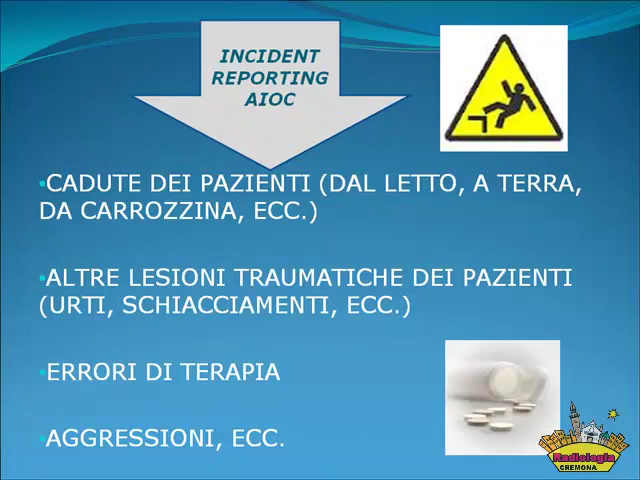 INCIDENT
REPORTING
AIOC
•CADUTE DEI PAZIENTI (DAL LETTO, A TERRA,
DA CARROZZINA, ECC.)
•ALTRE LESIONI TRAUMATICHE DEI PAZIENTI
(URTI, SCHIACCIAMENTI, ECC.)
•ERRORI DI TERAPIA
•AGGRESSIONI, ECC.
Radiologia
CREMONA